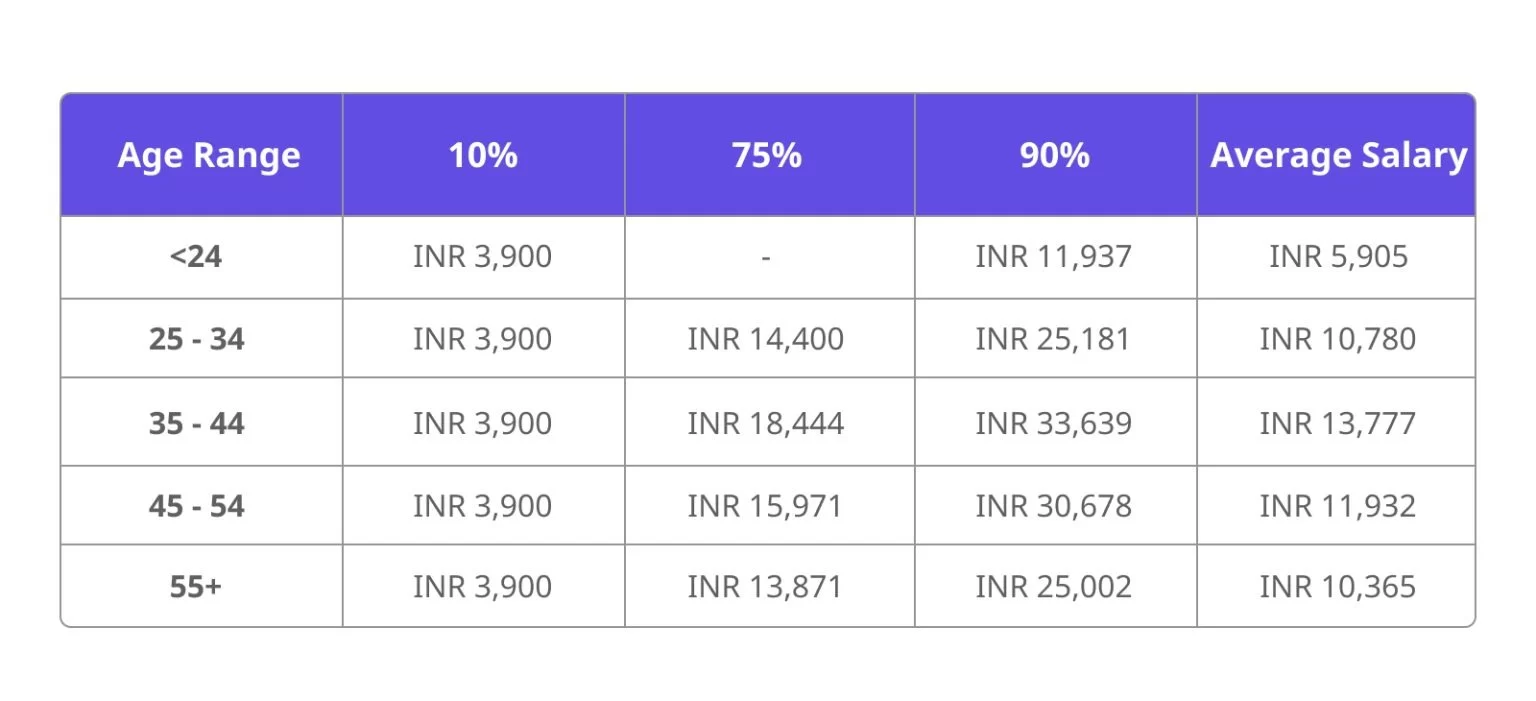 Age Range 10% 75% 90% Average Salary
<24 INR 3,900 - INR 11,937 INR 5,905
25 - 34 INR 3,900 INR 14,400 INR 25,181 INR 10,780
35 - 44 INR 3,900 INR 18,444 INR 33,639 INR 13,777
45 - 54 INR 3,900 INR 15,971 INR 30,678 INR 11,932
55+ INR 3,900 INR 13,871 INR 25,002 INR 10,365